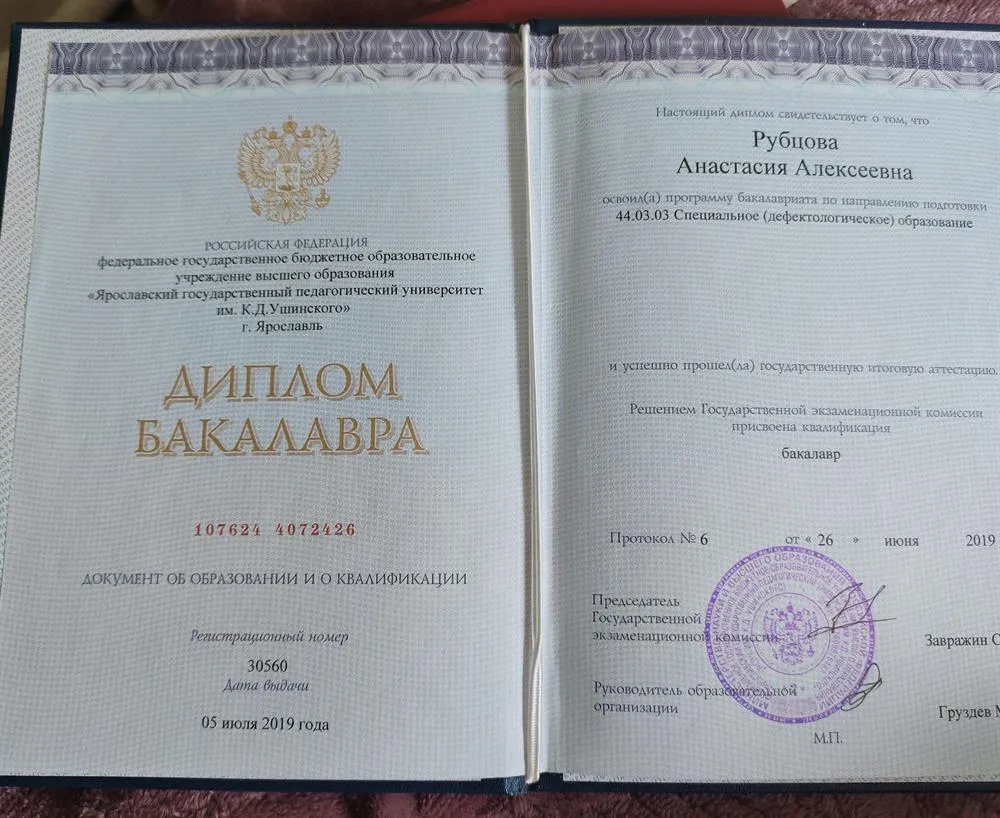 РОССИЙСКАЯ ФЕДЕРАЦИЯ
федеральное государственное бюджетное образовательное
учреждение высшего образования
«Ярославский государственный педагогический университет
им. К.Д.Ушинского»
г. Ярославль
ДИПЛОМ
БАКАЛАВРА
107624 4072426
ДОКУМЕНТ ОБ ОБРАЗОВАНИИ И О КВАЛИФИКАЦИИ
Регистрационный номер
30560
Дата выдачи
05 июля 2019 года
Настоящий диплом свидетельствует о том, что
Рубцова
Анастасия Алексеевна
освоил(а) программу бакалавриата по направлению подготовки
44.03.03 Специальное (дефектологическое) образование
и успешно прошел(ла) государственную итоговую аттестацию.
Решением Государственной экзаменационной комиссии
присвоена квалификация
бакалавр
Протокол № 6 от « 26 » июня 2019
Председатель
Государственной
экзаменационной комиссии
Завражин С
Руководитель образовательной
организации
Груздев М
М.П.